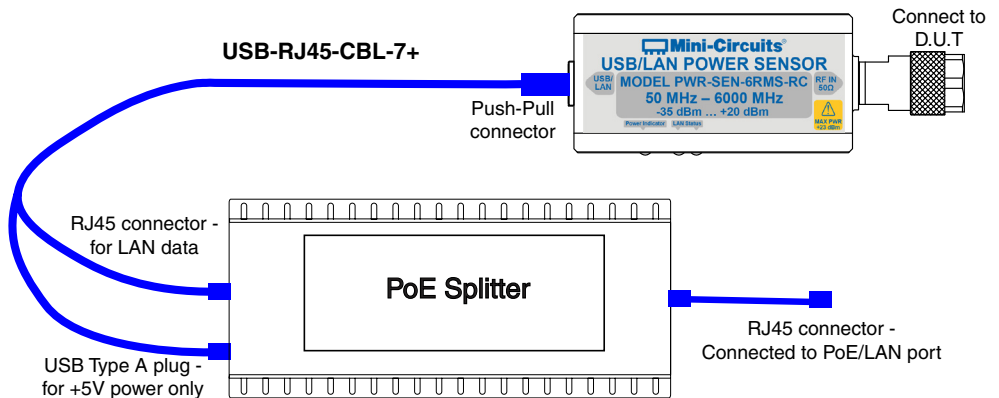 Connect to
D.U.T
USB-RJ45-CBL-7+
Mini-Circuits®
USB/LAN POWER SENSOR
USB/
LAN
MODEL PWR-SEN-6RMS-RC
RF IN
50Ω
50 MHz – 6000 MHz
-35 dBm ... +20 dBm
Power Indicator
LAN Status
MAX PWR
+23 dBm
Push-Pull
connector
RJ45 connector -
for LAN data
PoE Splitter
USB Type A plug -
for +5V power only
RJ45 connector -
Connected to PoE/LAN port